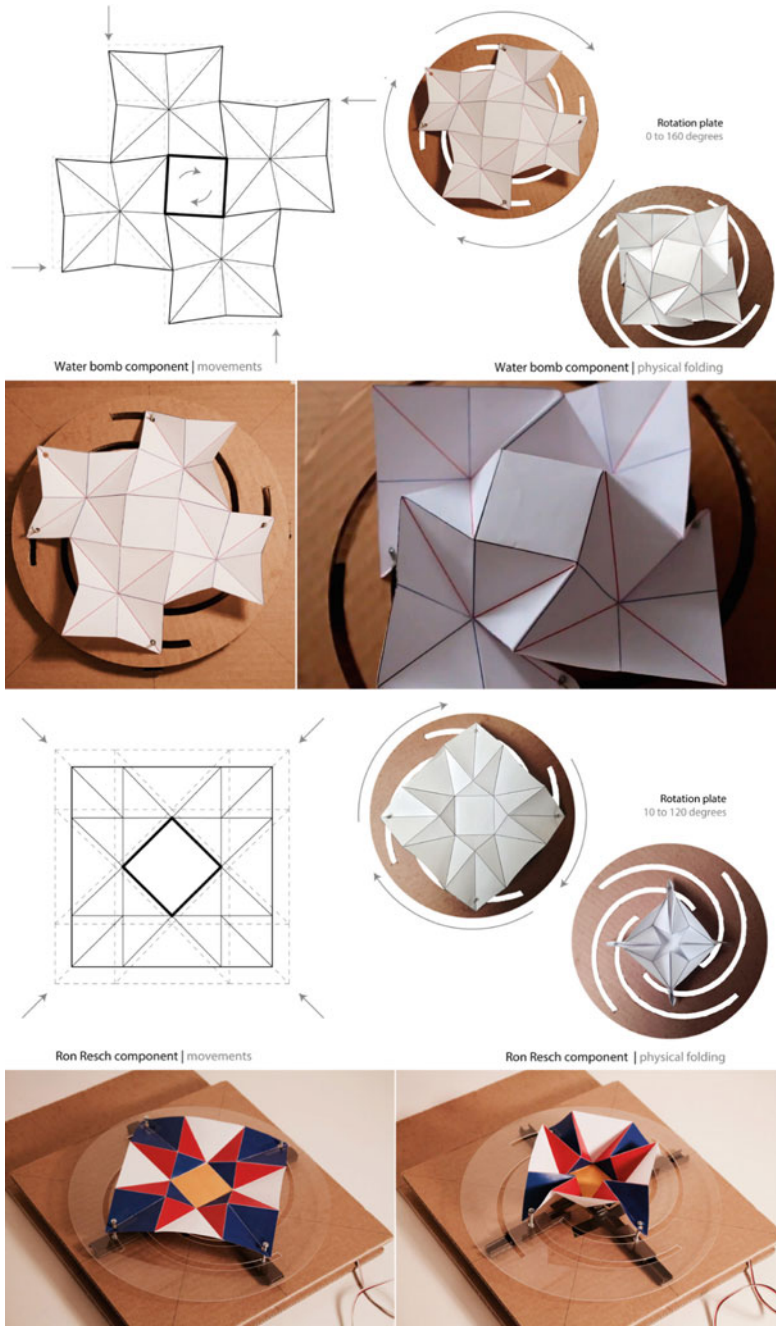 Rotation plate
0 to 160 degrees
Water bomb component | movements
Water bomb component | physical folding
Rotation plate
10 to 120 degrees
Ron Resch component | movements
Ron Resch component | physical folding